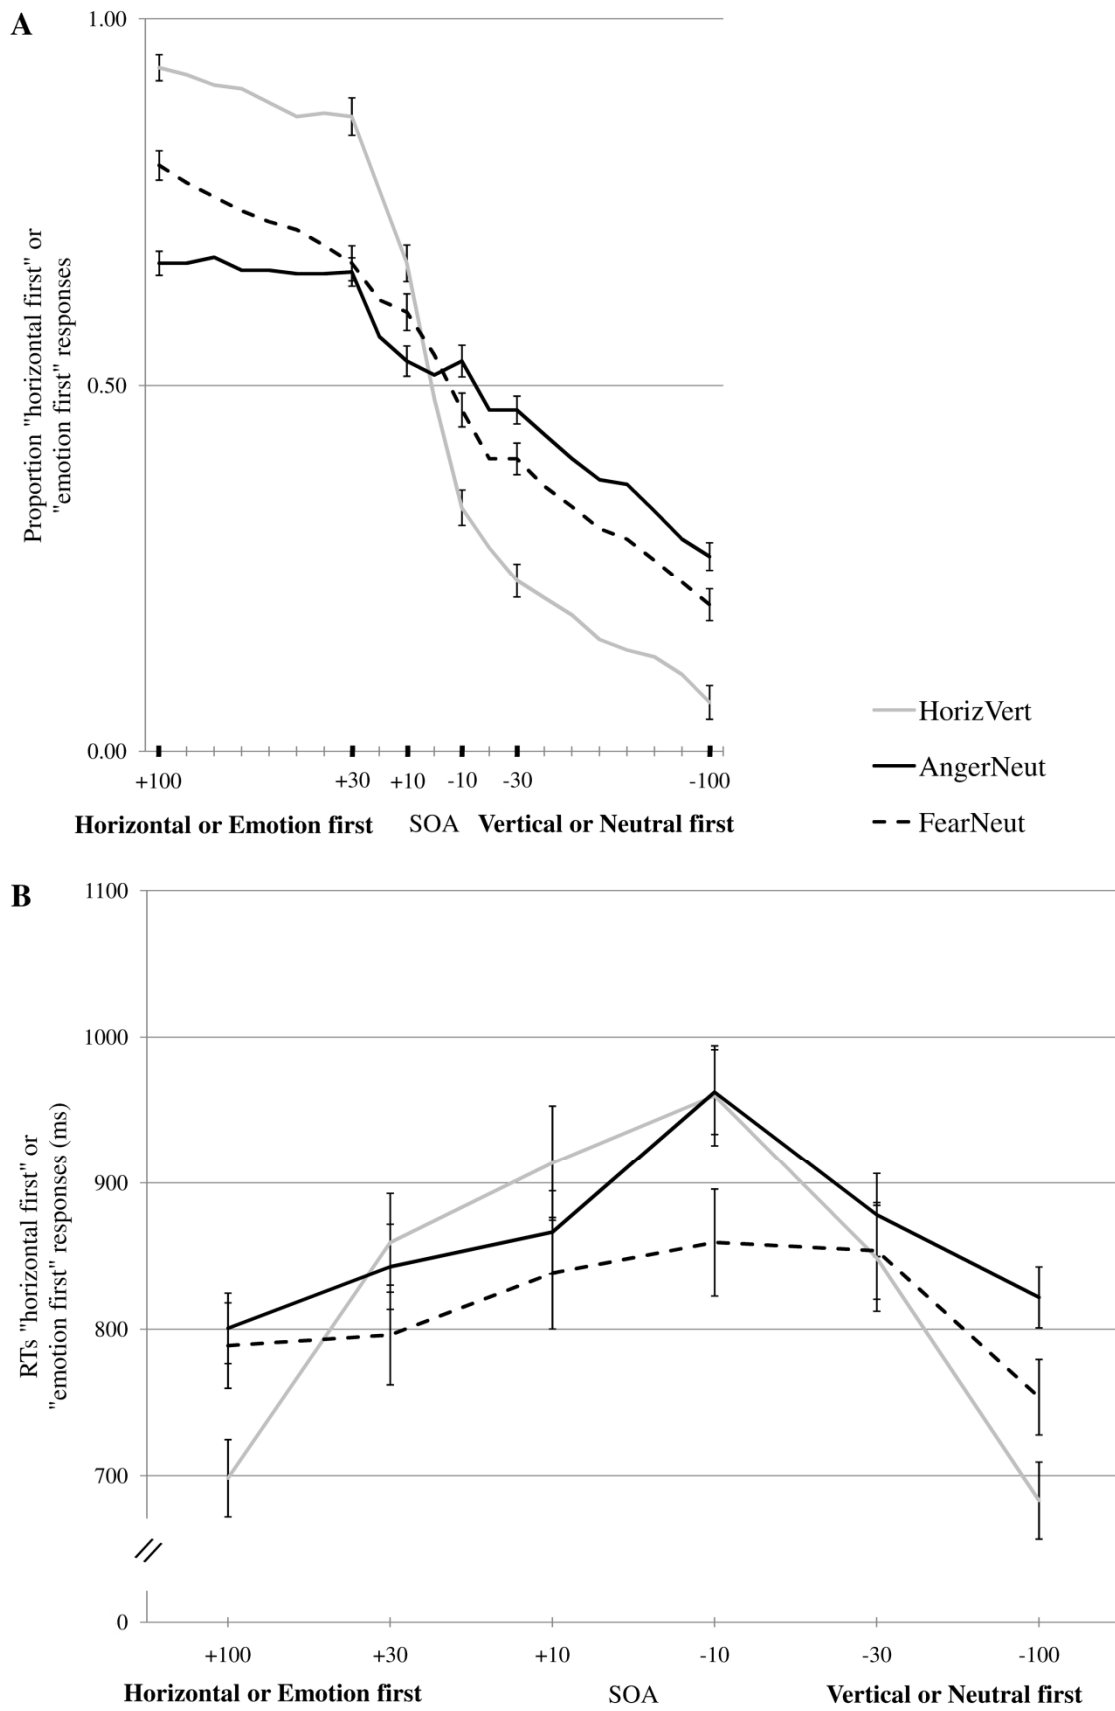 A
1.00
0.50
0.00
Proportion "horizontal first" or
"emotion first" responses
+100 +30 +10 -10 -30 -100
Horizontal or Emotion first SOA Vertical or Neutral first
HorizVert
AngerNeut
FearNeut
B
1100
1000
900
800
700
0
RTs "horizontal first" or
"emotion first" responses (ms)
+100 +30 +10 -10 -30 -100
Horizontal or Emotion first SOA Vertical or Neutral first